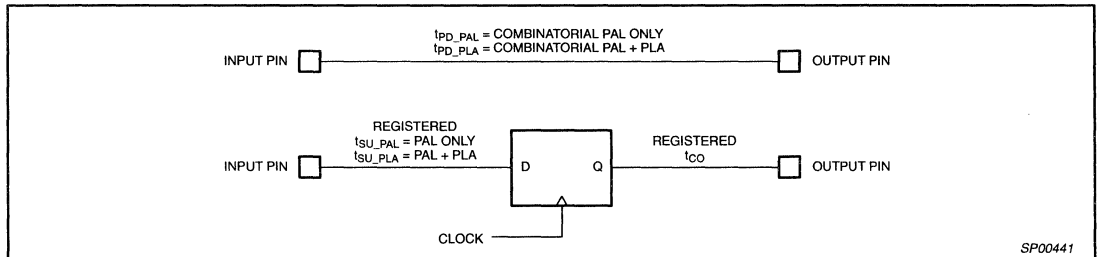 tPD_PAL = COMBINATORIAL PAL ONLY
tPD_PLA = COMBINATORIAL PAL + PLA
INPUT PIN
OUTPUT PIN
REGISTERED
tSU_PAL = PAL ONLY
tSU_PLA = PAL + PLA
INPUT PIN
D
Q
REGISTERED
tCO
OUTPUT PIN
CLOCK
SP00441